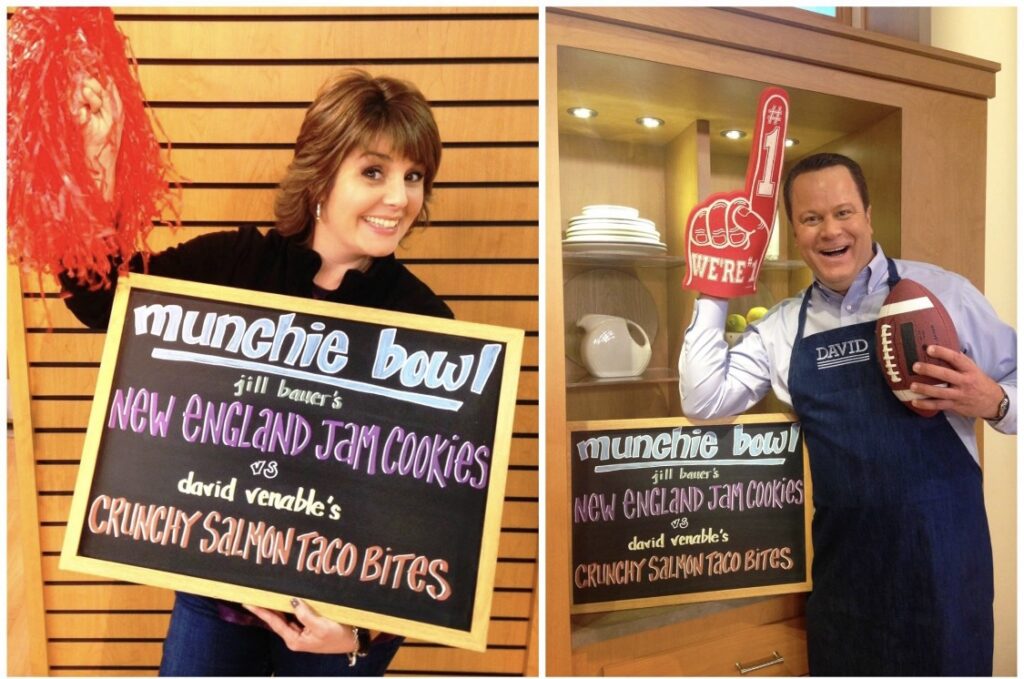 munchie bowl
jill bauer's
NEW ENGLAND JAM COOKIES
vs
david venable's
CRUNCHY SALMON TACO BITES
#
1
WE'RE #1
DAVID
munchie bowl
jill bauer's
NEW ENGLAND JAM COOKIES
vs
david venable's
CRUNCHY SALMON TACO BITES